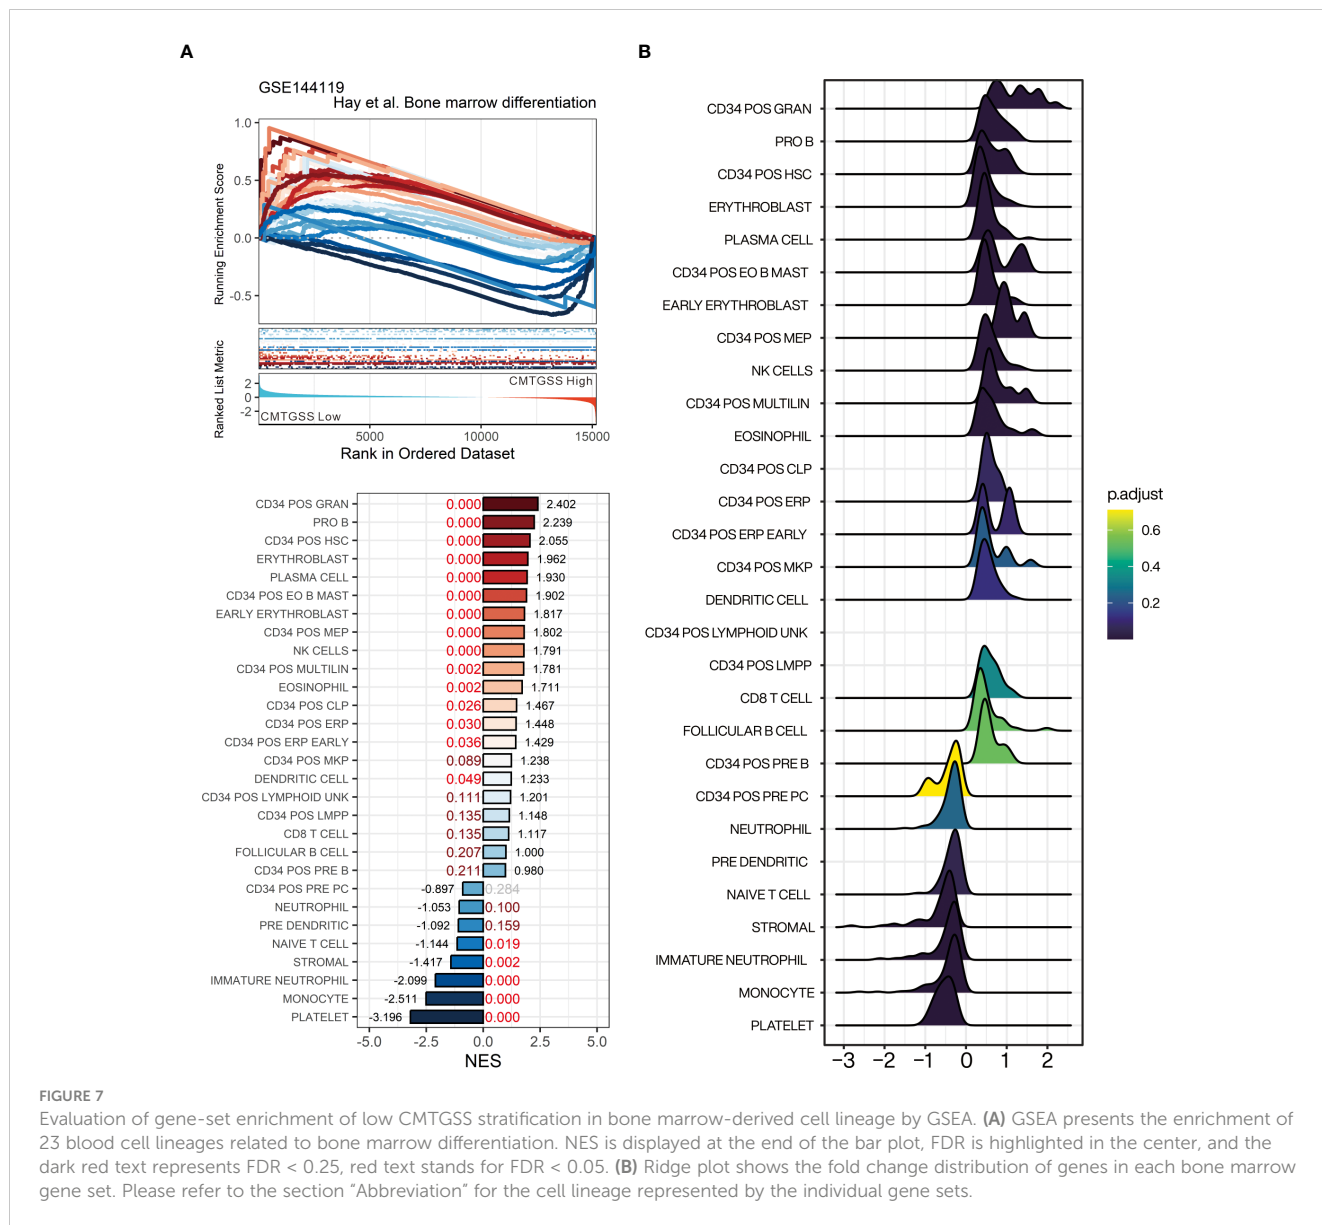 A
B
GSE144119
Hay et al. Bone marrow differentiation
Running Enrichment Score
1.0
0.5
0.0
-0.5
Ranked List Metric
2
0
-2
CMTGSS High
CMTGSS Low
5000 10000 15000
Rank in Ordered Dataset
CD34 POS GRAN 0.000 2.402
PRO B 0.000 2.239
CD34 POS HSC 0.000 2.055
ERYTHROBLAST 0.000 1.962
PLASMA CELL 0.000 1.930
CD34 POS EO B MAST 0.000 1.902
EARLY ERYTHROBLAST 0.000 1.817
CD34 POS MEP 0.000 1.802
NK CELLS 0.000 1.791
CD34 POS MULTILIN 0.002 1.781
EOSINOPHIL 0.002 1.711
CD34 POS CLP 0.026 1.467
CD34 POS ERP 0.030 1.448
CD34 POS ERP EARLY 0.036 1.429
CD34 POS MKP 0.089 1.238
DENDRITIC CELL 0.049 1.233
CD34 POS LYMPHOID UNK 0.111 1.201
CD34 POS LMPP 0.135 1.148
CD8 T CELL 0.135 1.117
FOLLICULAR B CELL 0.207 1.000
CD34 POS PRE B 0.211 0.980
CD34 POS PRE PC -0.897 0.284
NEUTROPHIL -1.053 0.100
PRE DENDRITIC -1.092 0.159
NAIVE T CELL -1.144 0.019
STROMAL -1.417 0.002
IMMATURE NEUTROPHIL -2.099 0.000
MONOCYTE -2.511 0.000
PLATELET -3.196 0.000
-5.0 -2.5 0.0 2.5 5.0
NES
CD34 POS GRAN
PRO B
CD34 POS HSC
ERYTHROBLAST
PLASMA CELL
CD34 POS EO B MAST
EARLY ERYTHROBLAST
CD34 POS MEP
NK CELLS
CD34 POS MULTILIN
EOSINOPHIL
CD34 POS CLP
CD34 POS ERP
CD34 POS ERP EARLY
CD34 POS MKP
DENDRITIC CELL
CD34 POS LYMPHOID UNK
CD34 POS LMPP
CD8 T CELL
FOLLICULAR B CELL
CD34 POS PRE B
CD34 POS PRE PC
NEUTROPHIL
PRE DENDRITIC
NAIVE T CELL
STROMAL
IMMATURE NEUTROPHIL
MONOCYTE
PLATELET
−3 −2 −1 0 1 2
p.adjust
0.6
0.4
0.2
FIGURE 7
Evaluation of gene-set enrichment of low CMTGSS stratification in bone marrow-derived cell lineage by GSEA. (A) GSEA presents the enrichment of
23 blood cell lineages related to bone marrow differentiation. NES is displayed at the end of the bar plot, FDR is highlighted in the center, and the
dark red text represents FDR < 0.25, red text stands for FDR < 0.05. (B) Ridge plot shows the fold change distribution of genes in each bone marrow
gene set. Please refer to the section “Abbreviation” for the cell lineage represented by the individual gene sets.